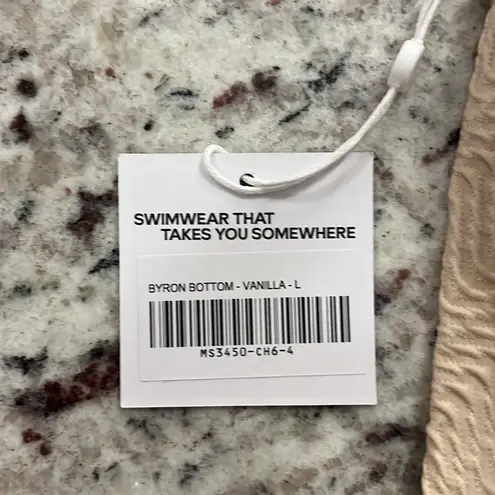 SWIMWEAR THAT
TAKES YOU SOMEWHERE
BYRON BOTTOM - VANILLA - L
MS3450-CH6-4